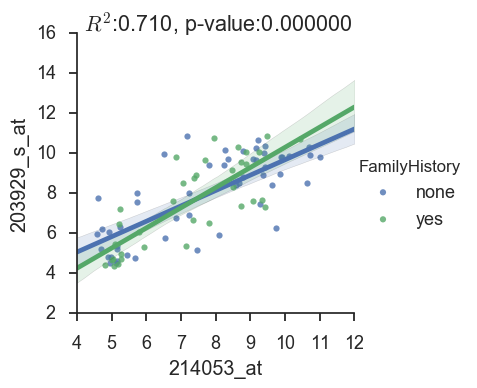 R²:0.710, p-value:0.000000
16
14
12
10
8
6
4
2
203929_s_at
4 5 6 7 8 9 10 11 12
214053_at
FamilyHistory
none
yes